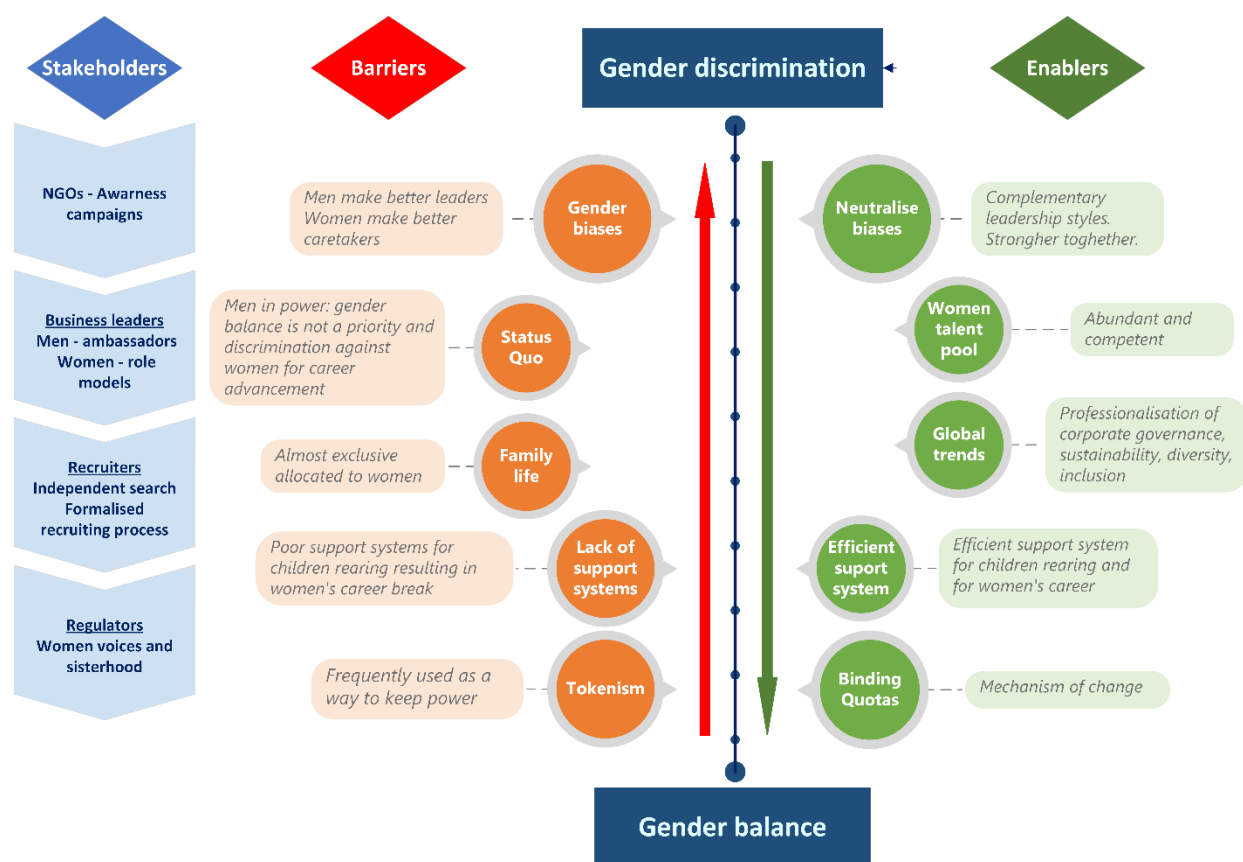 Stakeholders
Barriers
Gender discrimination
Enablers
NGOs - Awarness
campaigns
Men make better leaders
Women make better
caretakers
Gender
biases
Neutralise
biases
Complementary
leadership styles.
Strongher toghether.
Business leaders
Men - ambassadors
Women - role
models
Men in power: gender
balance is not a priority and
discrimination against
women for career
advancement
Status
Quo
Women
talent
pool
Abundant and
competent
Recruiters
Independent search
Formalised
recruiting process
Almost exclusive
allocated to women
Family
life
Global
trends
Professionalisation of
corporate governance,
sustainability, diversity,
inclusion
Poor support systems for
children rearing resulting in
women's career break
Lack of
support
systems
Efficient
suport
system
Efficient support system
for children rearing and
for women's career
Regulators
Women voices and
sisterhood
Frequently used as a
way to keep power
Tokenism
Binding
Quotas
Mechanism of change
Gender balance